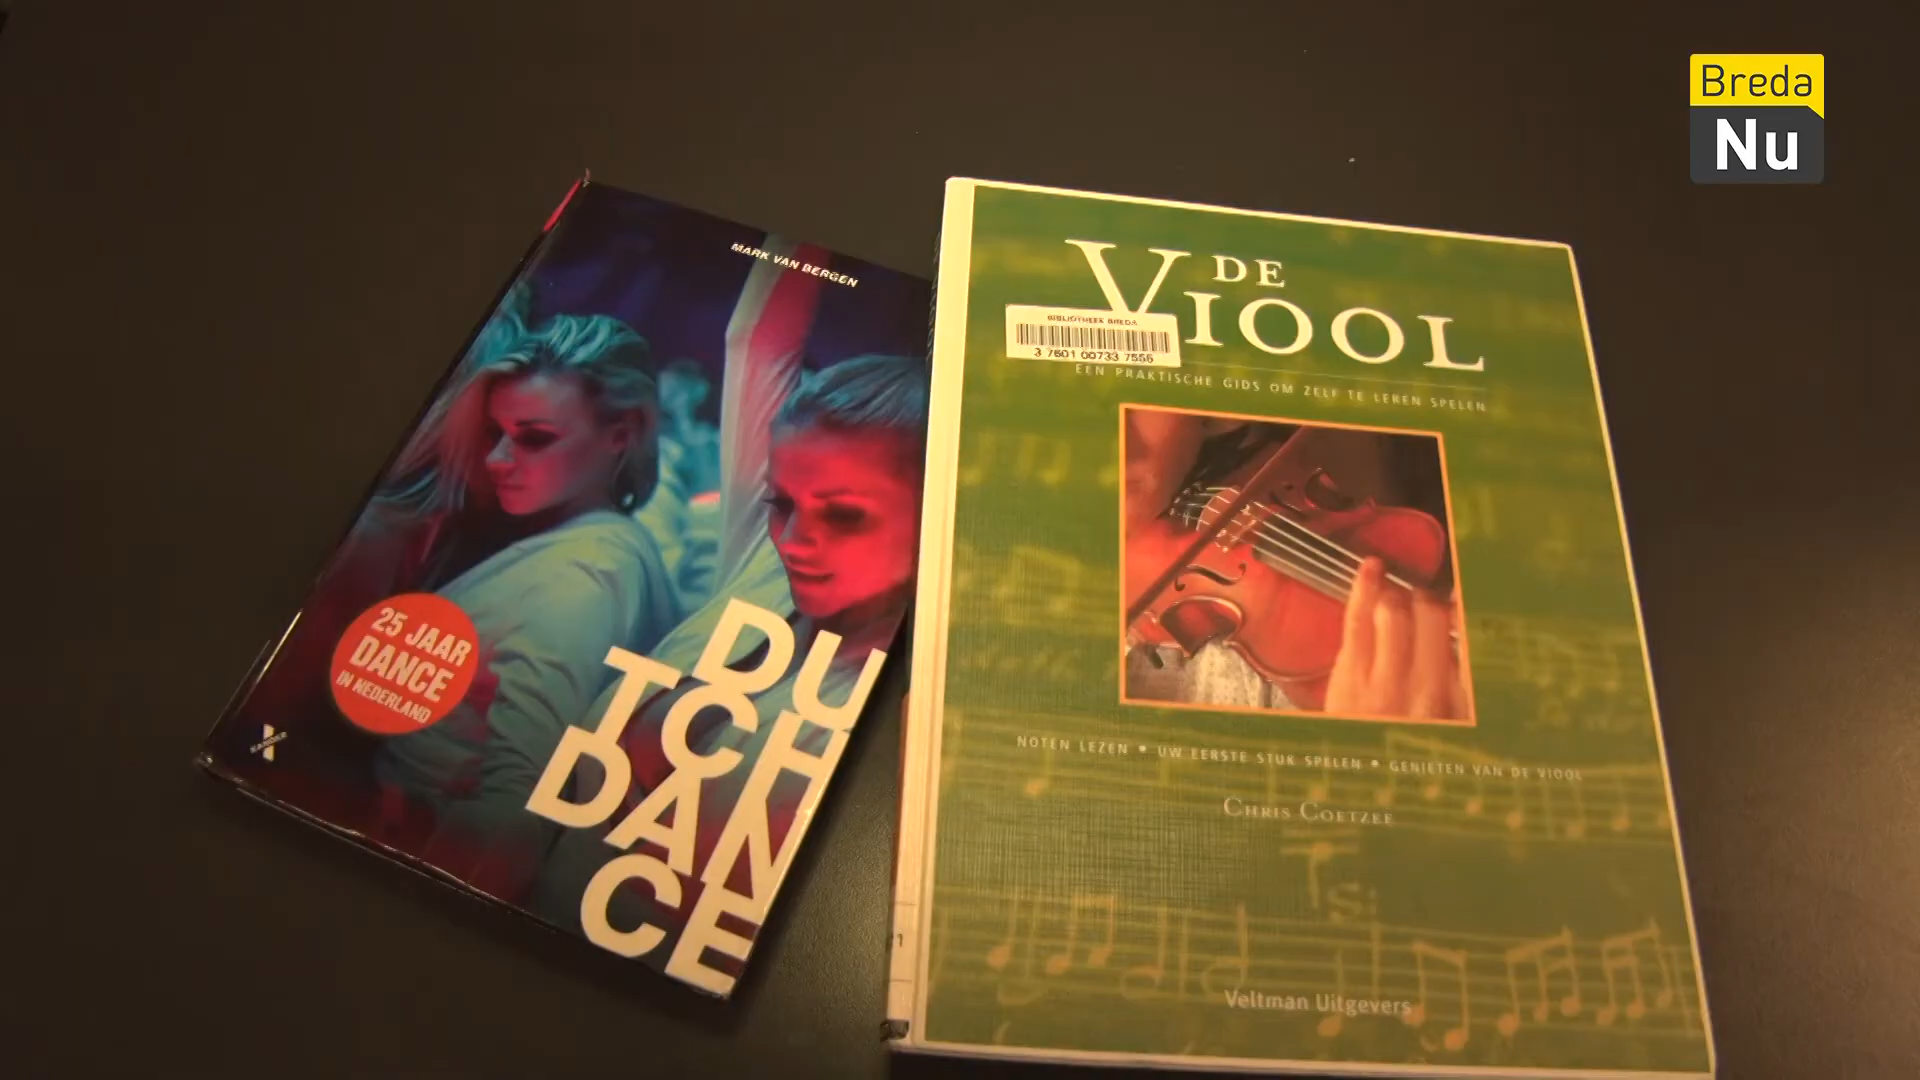 Breda
Nu
MARK VAN BERGEN
25 JAAR
DANCE
IN NEDERLAND
XANDER
DU
TCH
DAN
CE
DE
VIOOL
BIBLIOTHEEK BREDA
3 7601 00733 7556
EEN PRAKTISCHE GIDS OM ZELF TE LEREN SPELEN
NOTEN LEZEN • UW EERSTE STUK SPELEN • GENIETEN VAN DE VIOOL
CHRIS COETZEE
Veltman Uitgevers